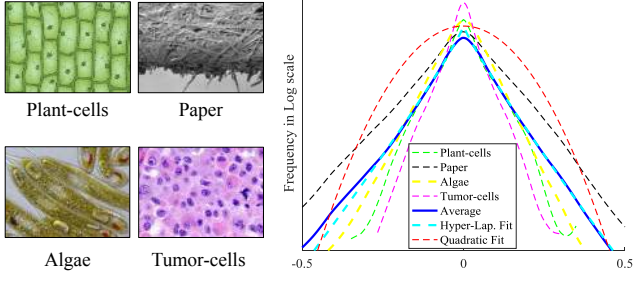 Plant-cells
Paper
Algae
Tumor-cells
Frequency in Log scale
Plant-cells
Paper
Algae
Tumor-cells
Average
Hyper-Lap. Fit
Quadratic Fit
-0.5
0
0.5